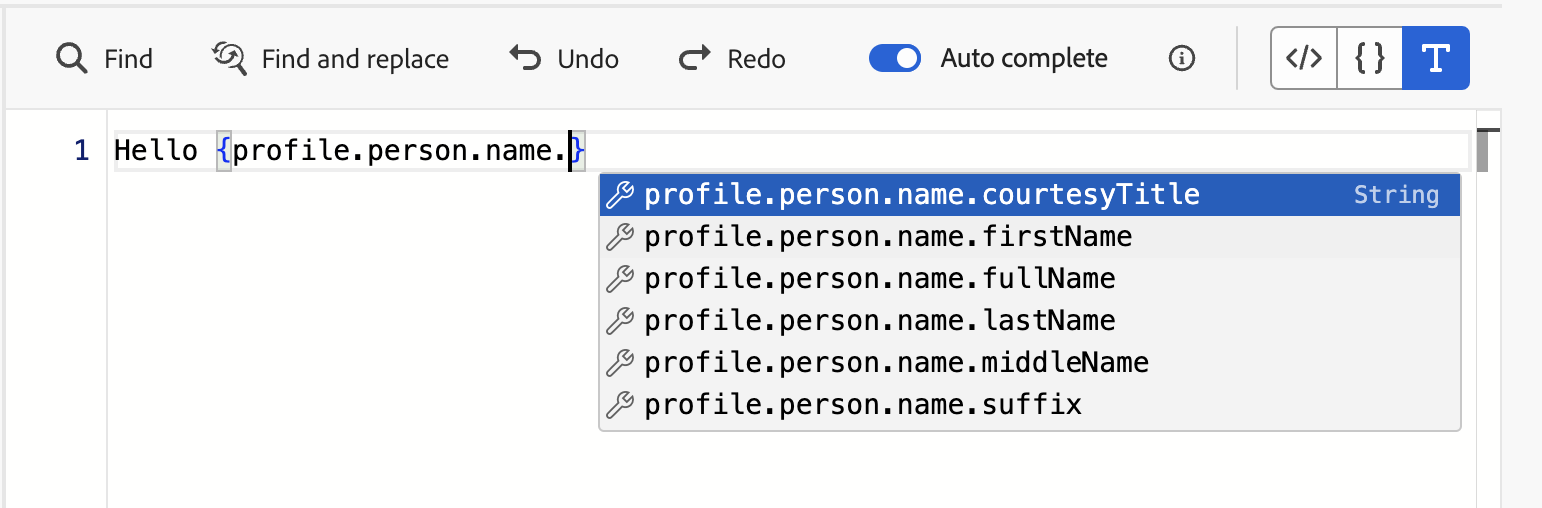 Find Find and replace Undo Redo Auto complete </> { } T
1 Hello {profile.person.name.}
profile.person.name.courtesyTitle String
profile.person.name.firstName
profile.person.name.fullName
profile.person.name.lastName
profile.person.name.middleName
profile.person.name.suffix